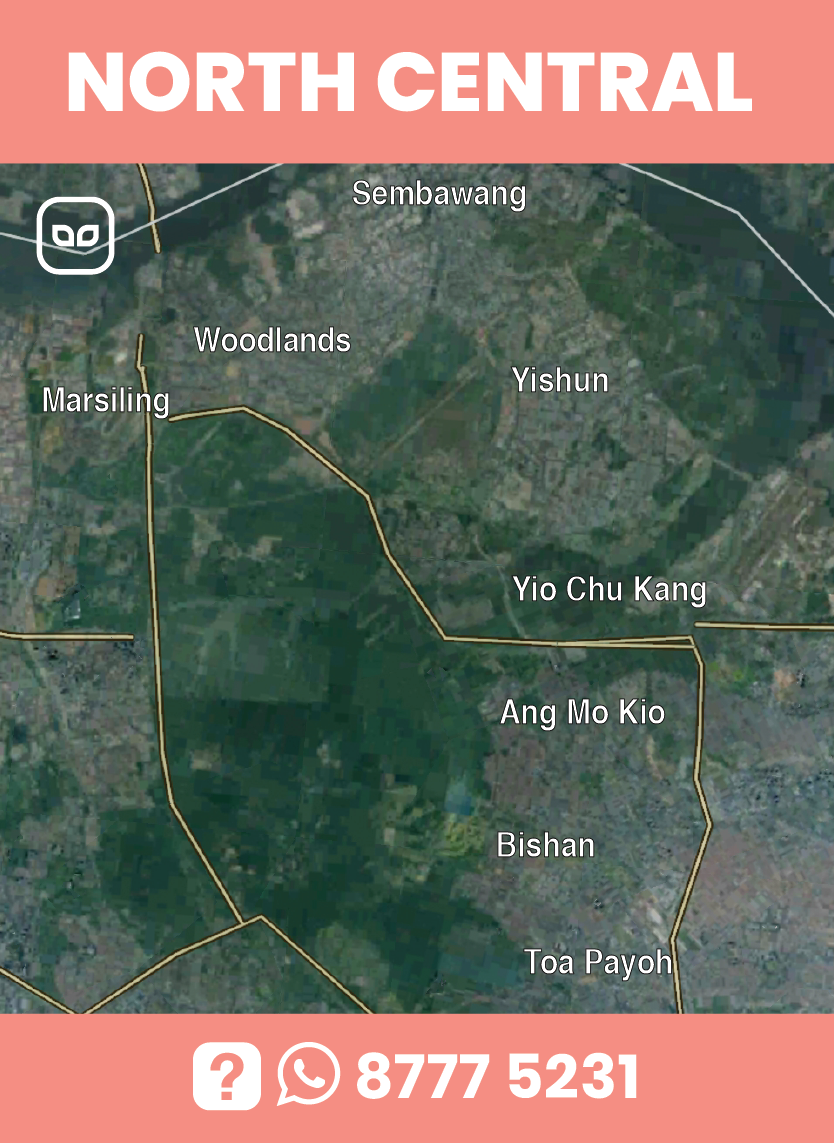 NORTH CENTRAL
Sembawang
Woodlands
Yishun
Marsiling
Yio Chu Kang
Ang Mo Kio
Bishan
Toa Payoh
? 8777 5231